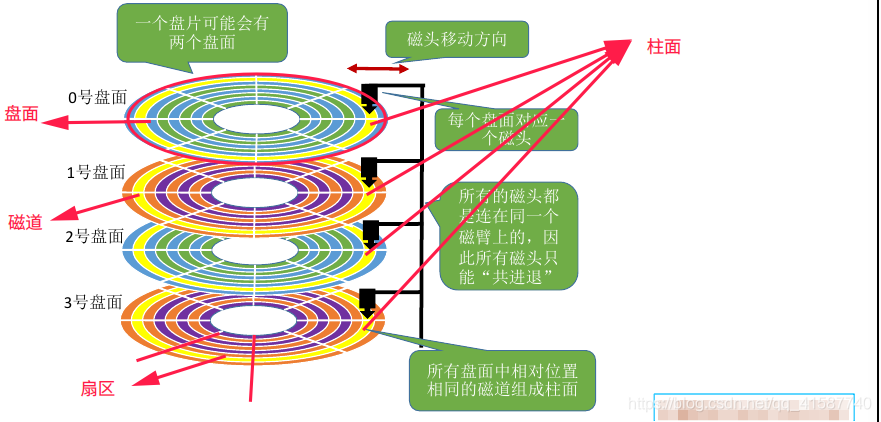 一个盘片可能会有
两个盘面
磁头移动方向
柱面
0号盘面
盘面
每个盘面对应一
个磁头
1号盘面
所有的磁头都
是连在同一个
磁臂上的，因
此所有磁头只
能“共进退”
磁道
2号盘面
3号盘面
所有盘面中相对位置
相同的磁道组成柱面
扇区
https://blog.csdn.net/qq_41587740